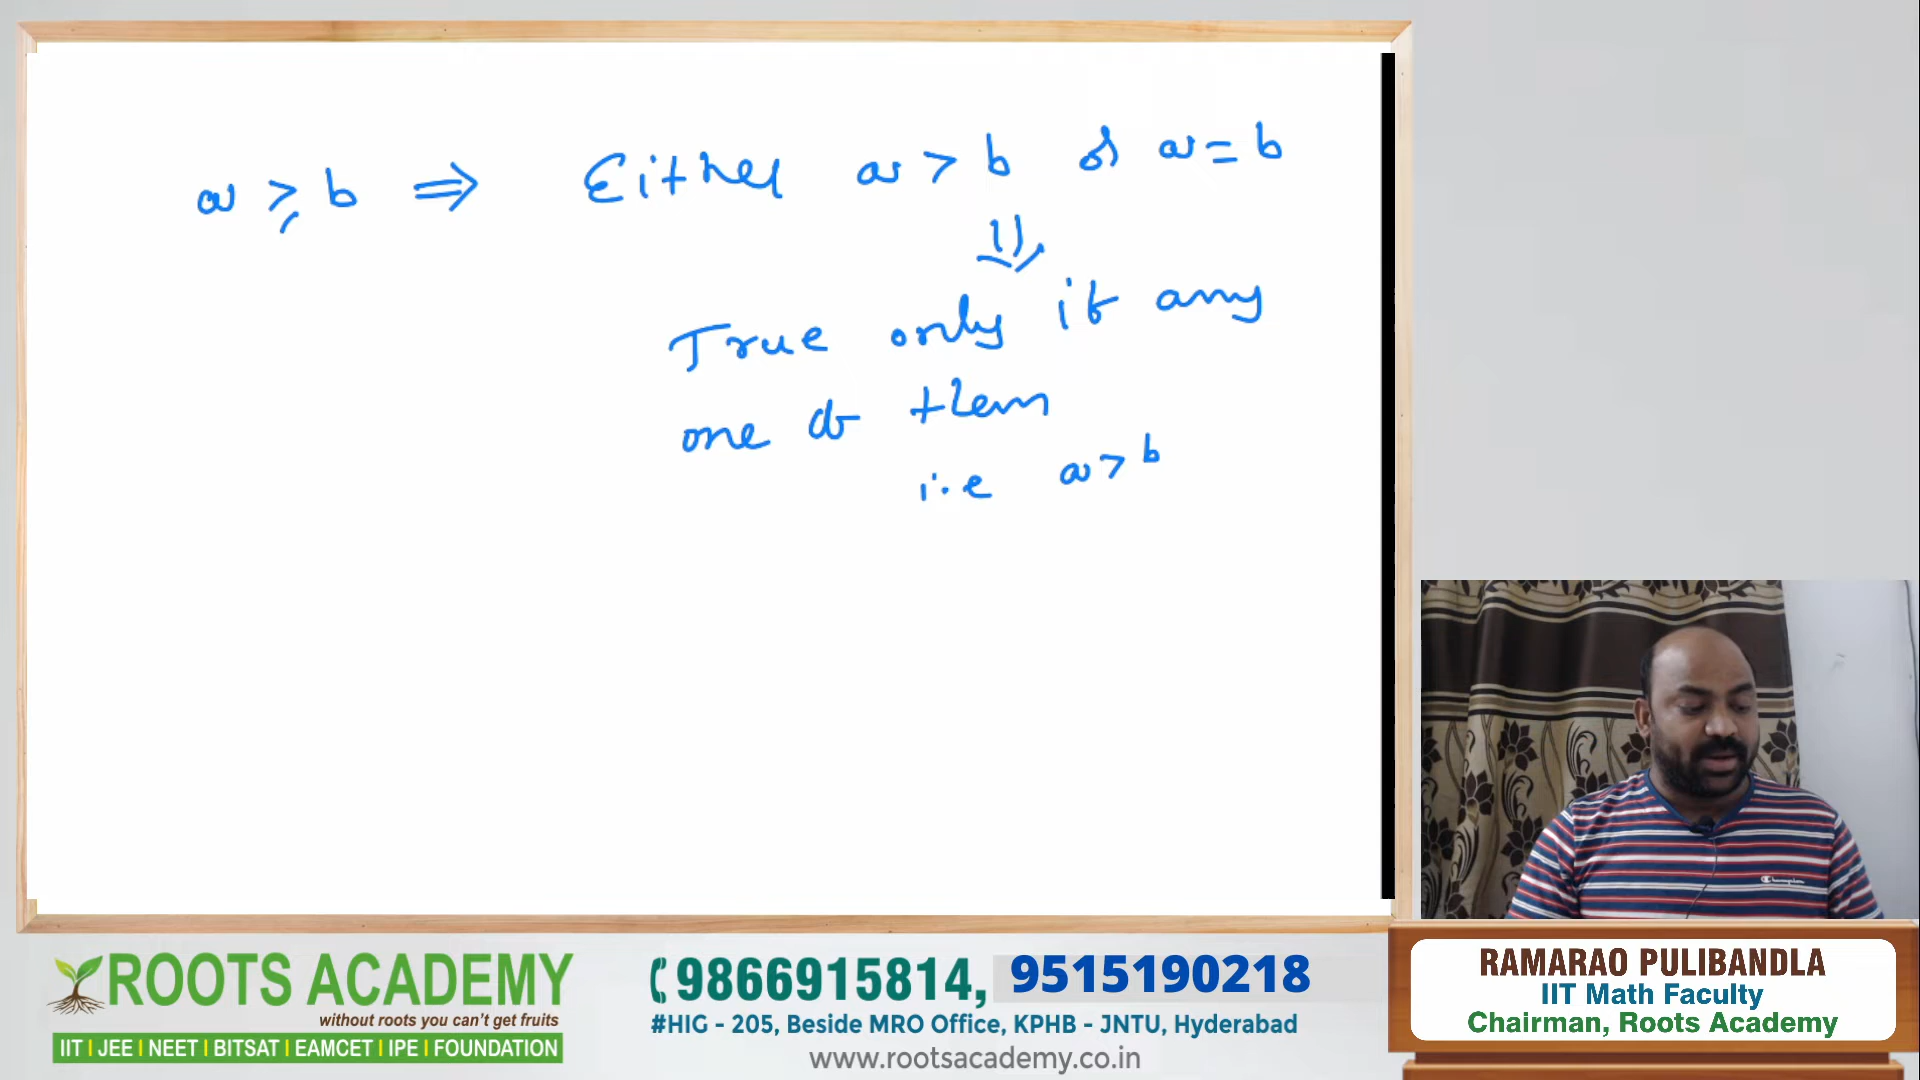 a ≥ b ⇒ Either a > b or a = b
⇓
True only if any
one of them
i.e a > b
ROOTS ACADEMY
without roots you can't get fruits
IIT | JEE | NEET | BITSAT | EAMCET | IPE | FOUNDATION
9866915814, 9515190218
#HIG - 205, Beside MRO Office, KPHB - JNTU, Hyderabad
www.rootsacademy.co.in
Champion
RAMARAO PULIBANDLA
IIT Math Faculty
Chairman, Roots Academy